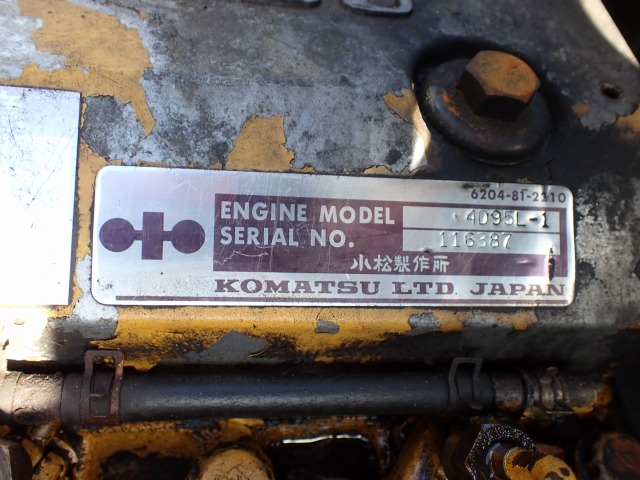 6204-81-2210
ENGINE MODEL 4D95L-1
SERIAL NO. 116387
小松製作所
KOMATSU LTD. JAPAN